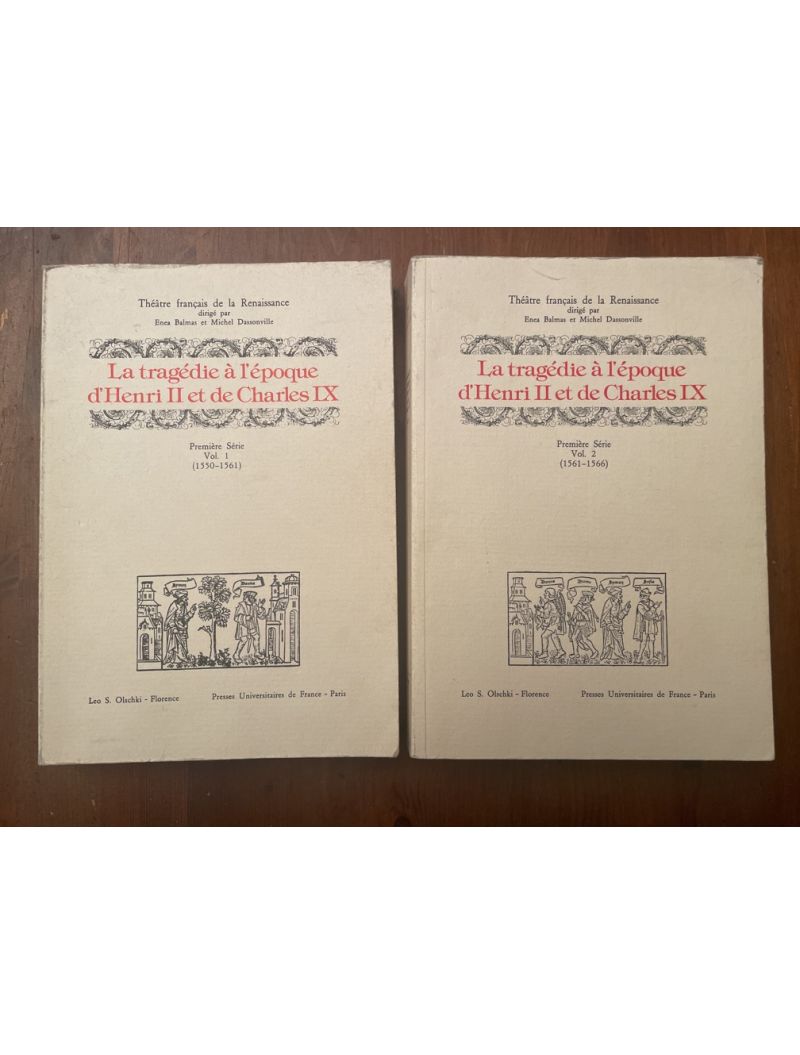 Théâtre français de la Renaissance
dirigé par
Enea Balmas et Michel Dassonville
La tragédie à l'époque
d'Henri II et de Charles IX
Première Série
Vol. 1
(1550-1561)
Leo S. Olschki - Florence Presses Universitaires de France - Paris
Théâtre français de la Renaissance
dirigé par
Enea Balmas et Michel Dassonville
La tragédie à l'époque
d'Henri II et de Charles IX
Première Série
Vol. 2
(1561-1566)
Leo S. Olschki - Florence Presses Universitaires de France - Paris